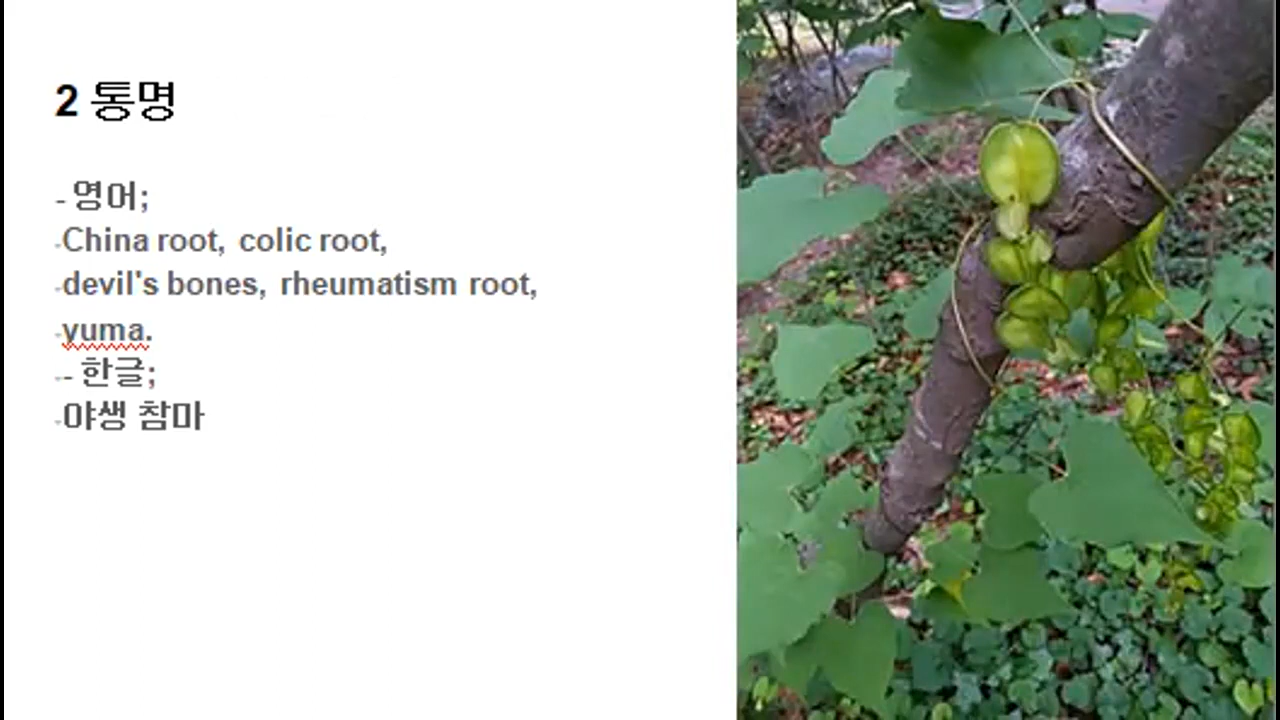 2 통명
- 영어;
-China root, colic root,
-devil's bones, rheumatism root,
-yuma.
-- 한글;
-야생 참마